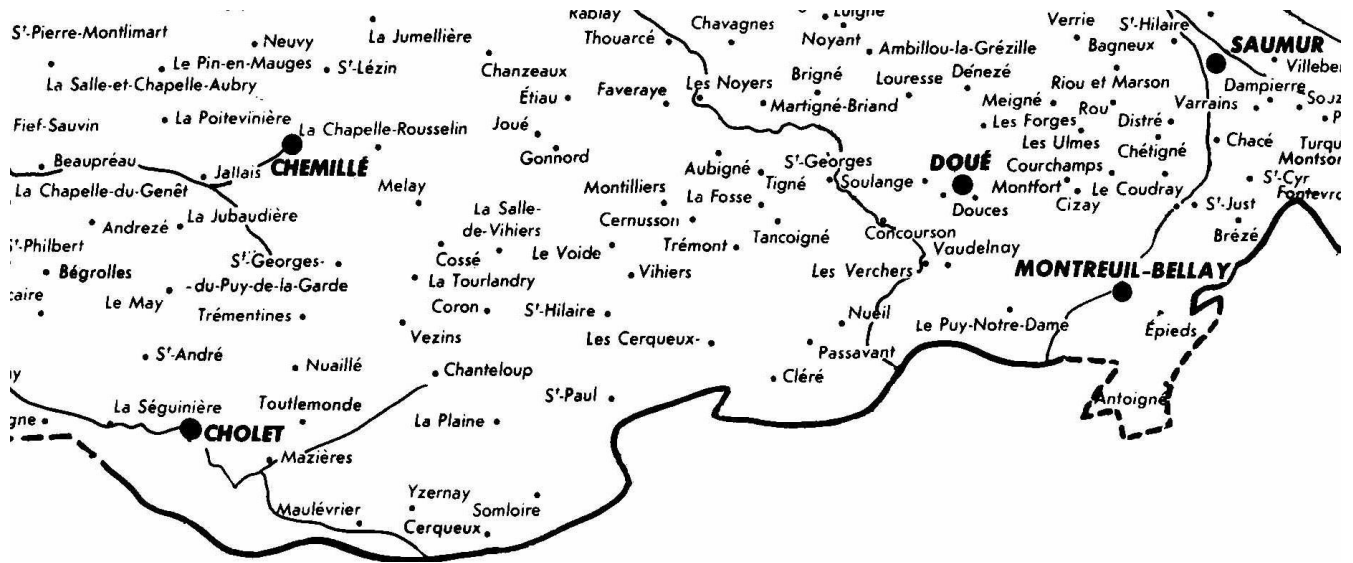 Rablay
Chavagnes
Luigné
Verrie
Sᵗ-Hilaire
Sᵗ-Pierre-Montlimart
Neuvy
La Jumellière
Thouarcé
Noyant
Ambillou-la-Grézille
Bagneux
SAUMUR
Le Pin-en-Mauges
Sᵗ-Lézin
Chanzeaux
Les Noyers
Brigné
Louresse
Dénezé
Riou et Marson
Dampierre
La Salle-et-Chapelle-Aubry
Étiau
Faveraye
Martigné-Briand
Meigné
Rou
Varrains
Fief-Sauvin
La Poitevinière
La Chapelle-Rousselin
Joué
Les Forges
Distré
Les Ulmes
Chacé
Beaupréau
Jallais
CHEMILLÉ
Gonnord
Aubigné
Sᵗ-Georges
DOUÉ
Courchamps
Chétigné
La Chapelle-du-Genêt
Melay
Montilliers
La Fosse
Tigné
Soulange
Montfort
Le Coudray
Sᵗ-Cyr
Andrezé
La Jubaudière
La Salle-
de-Vihiers
Cernusson
Douces
Cizay
Sᵗ-Just
Sᵗ-Philbert
Cossé
Le Voide
Trémont
Tancoigné
Concourson
Vaudelnay
Brézé
Bégrolles
Sᵗ-Georges-
-du-Puy-de-la-Garde
La Tourlandry
Vihiers
Les Verchers
MONTREUIL-BELLAY
caire
Le May
Trémentines
Coron
Sᵗ-Hilaire
Nueil
Le Puy-Notre-Dame
Épieds
Vezins
Les Cerqueux-
Passavant
Sᵗ-André
Nuaillé
Chanteloup
Cléré
La Séguinière
Toutlemonde
Sᵗ-Paul
Antoigné
gne
CHOLET
La Plaine
Mazières
Maulévrier
Yzernay
Somloire
Cerqueux